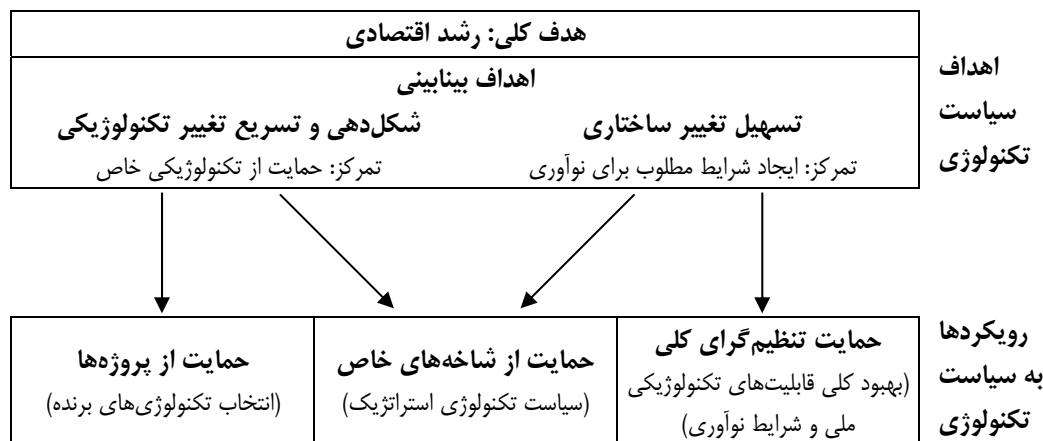 هدف کلی: رشد اقتصادی
اهداف
سیاست
تکنولوژی
اهداف بینابینی
تسهیل تغییر ساختاری
تمرکز: ایجاد شرایط مطلوب برای نوآوری
شکل‌دهی و تسریع تغییر تکنولوژیکی
تمرکز: حمایت از تکنولوژیکی خاص
رویکردها
به سیاست
تکنولوژی
حمایت تنظیم‌گرای کلی
(بهبود کلی قابلیت‌های تکنولوژیکی
ملی و شرایط نوآوری)
حمایت از شاخه‌های خاص
(سیاست تکنولوژی استراتژیک)
حمایت از پروژه‌ها
(انتخاب تکنولوژی‌های برنده)